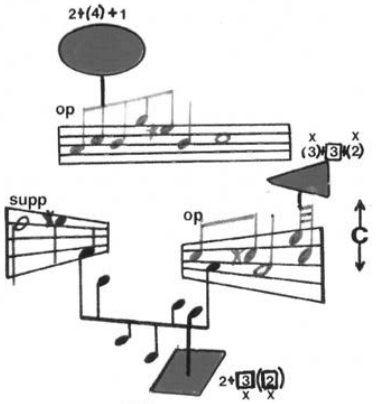 2+(4)+1
op
x x
(3)+3+(2)
supp
op
C
2+3(2)
x x